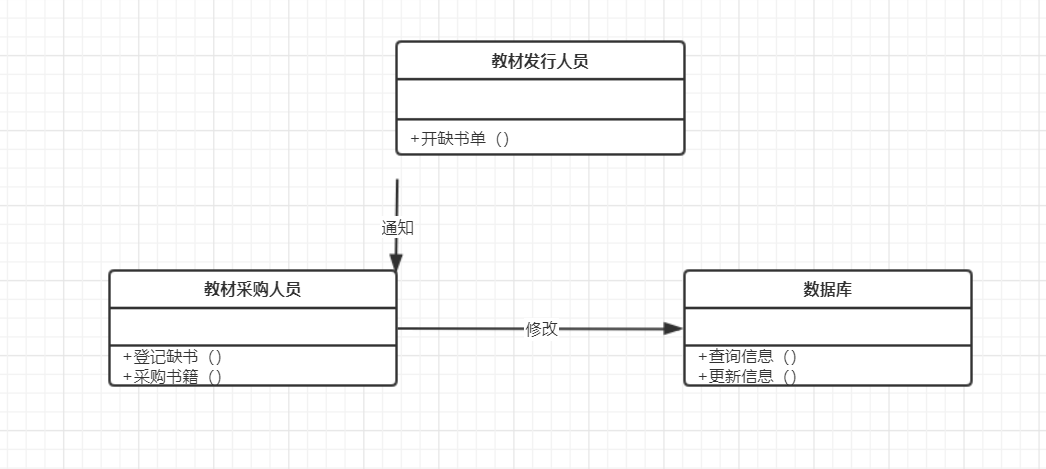 教材发行人员
+开缺书单（）
通知
教材采购人员
+登记缺书（）
+采购书籍（）
修改
数据库
+查询信息（）
+更新信息（）